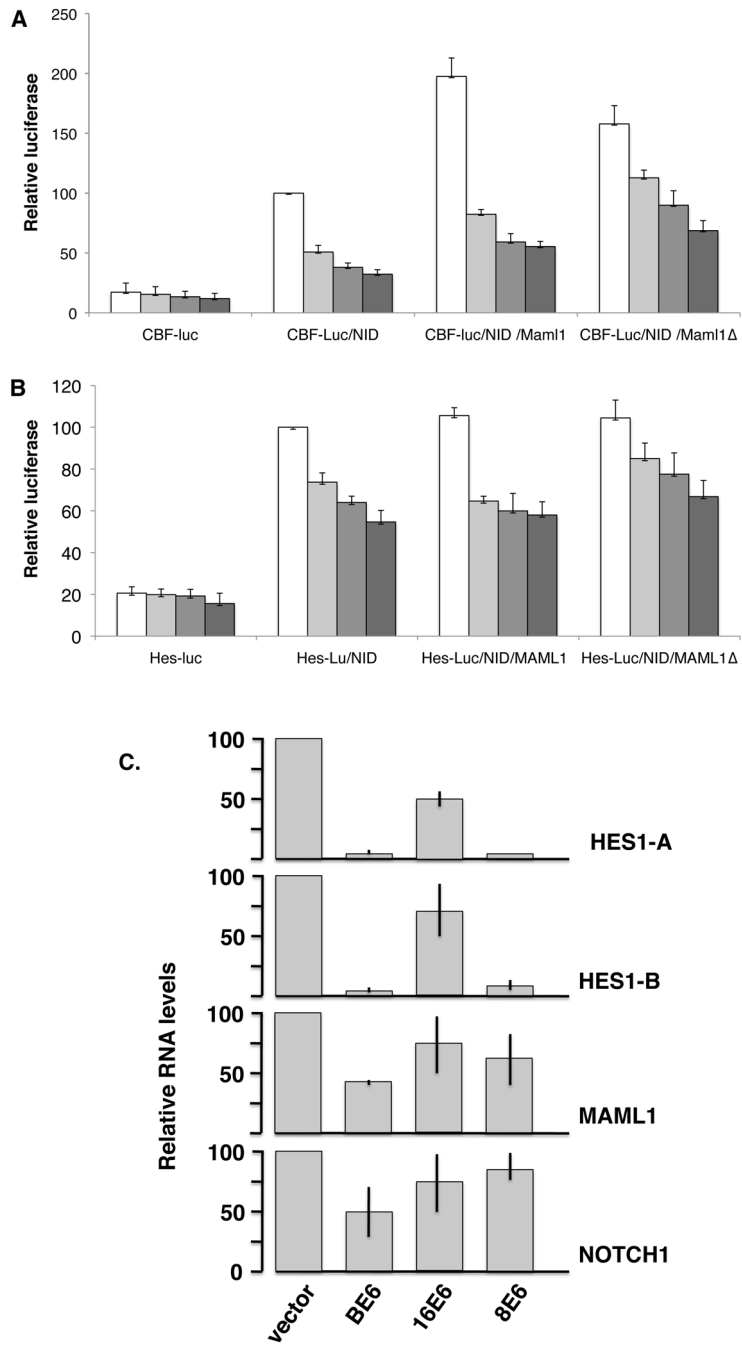 A
250
200
150
100
50
0
Relative luciferase
CBF-luc
CBF-Luc/NID
CBF-luc/NID /Maml1
CBF-Luc/NID /Maml1Δ
B
120
100
80
60
40
20
0
Relative luciferase
Hes-luc
Hes-Lu/NID
Hes-Luc/NID/MAML1
Hes-Luc/NID/MAML1Δ
C.
Relative RNA levels
100
50
HES1-A
100
50
HES1-B
100
50
MAML1
100
50
0
NOTCH1
vector
BE6
16E6
8E6